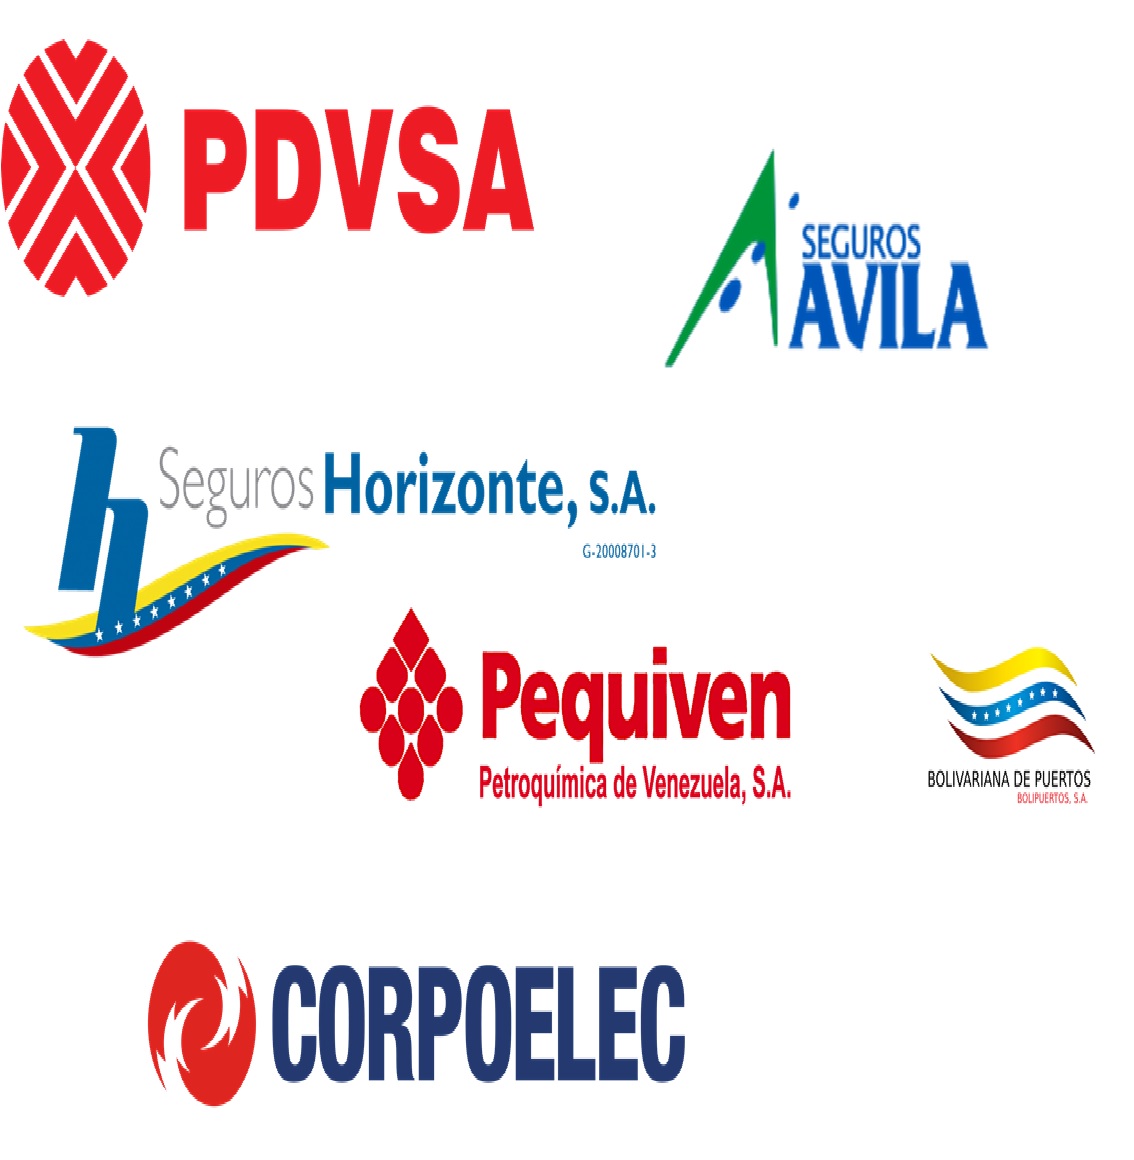 PDVSA
SEGUROS
AVILA
Seguros Horizonte, S.A.
G-20008701-3
Pequiven
Petroquímica de Venezuela, S.A.
BOLIVARIANA DE PUERTOS
BOLIPUERTOS, S.A.
CORPOELEC